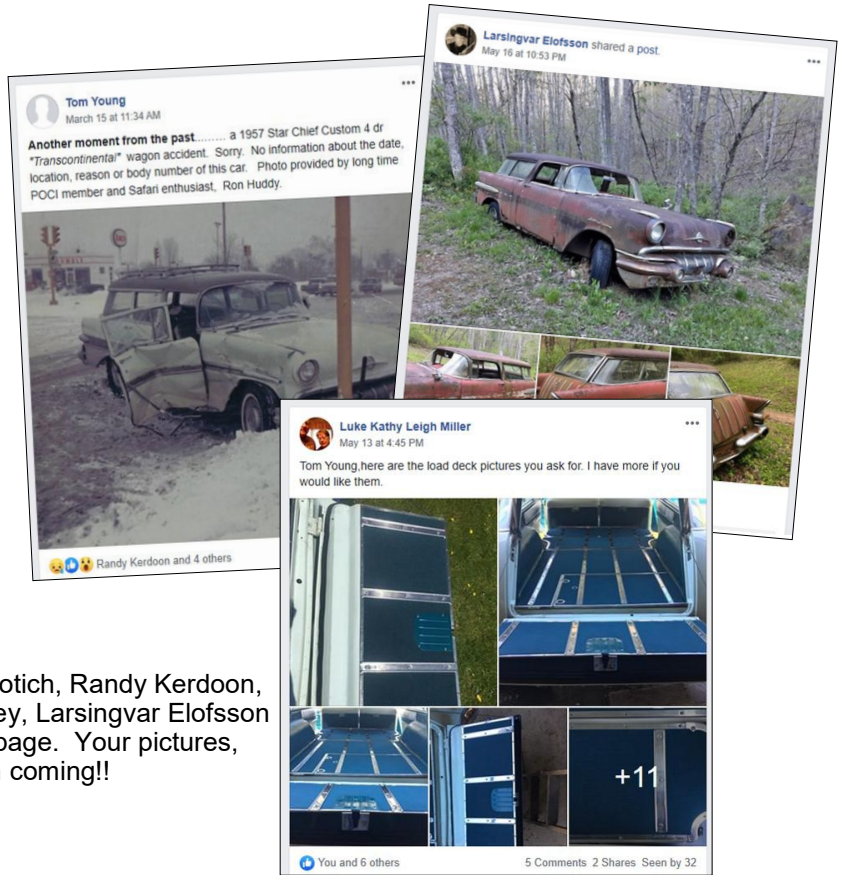 Tom Young
March 15 at 11:34 AM
Another moment from the past......... a 1957 Star Chief Custom 4 dr
"Transcontinental" wagon accident. Sorry. No information about the date,
location, reason or body number of this car. Photo provided by long time
POCI member and Safari enthusiast, Ron Huddy.
Randy Kerdoon and 4 others
Larsingvar Elofsson shared a post.
May 16 at 10:53 PM
Luke Kathy Leigh Miller
May 13 at 4:45 PM
Tom Young,here are the load deck pictures you ask for. I have more if you
would like them.
+11
You and 6 others
5 Comments 2 Shares Seen by 32
otich, Randy Kerdoon,
ey, Larsingvar Elofsson
page. Your pictures,
coming!!